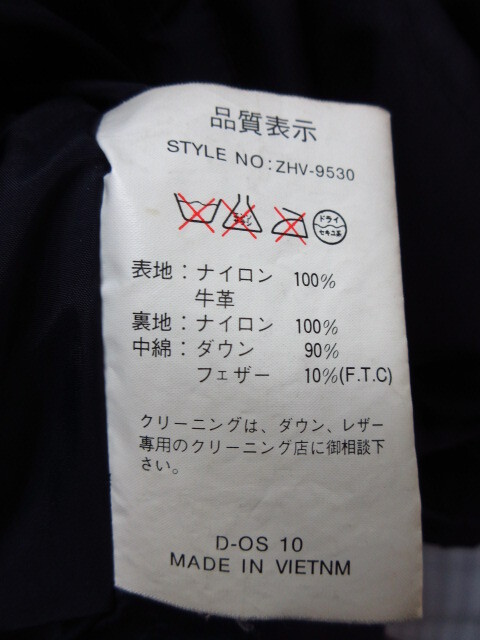 品質表示
STYLE NO:ZHV-9530
ドライ
セキユ系
表地：ナイロン 100%
牛革
裏地：ナイロン 100%
中綿：ダウン 90%
フェザー 10%(F.T.C)
クリーニングは、ダウン、レザー
専用のクリーニング店に御相談下
さい。
D-OS 10
MADE IN VIETNM